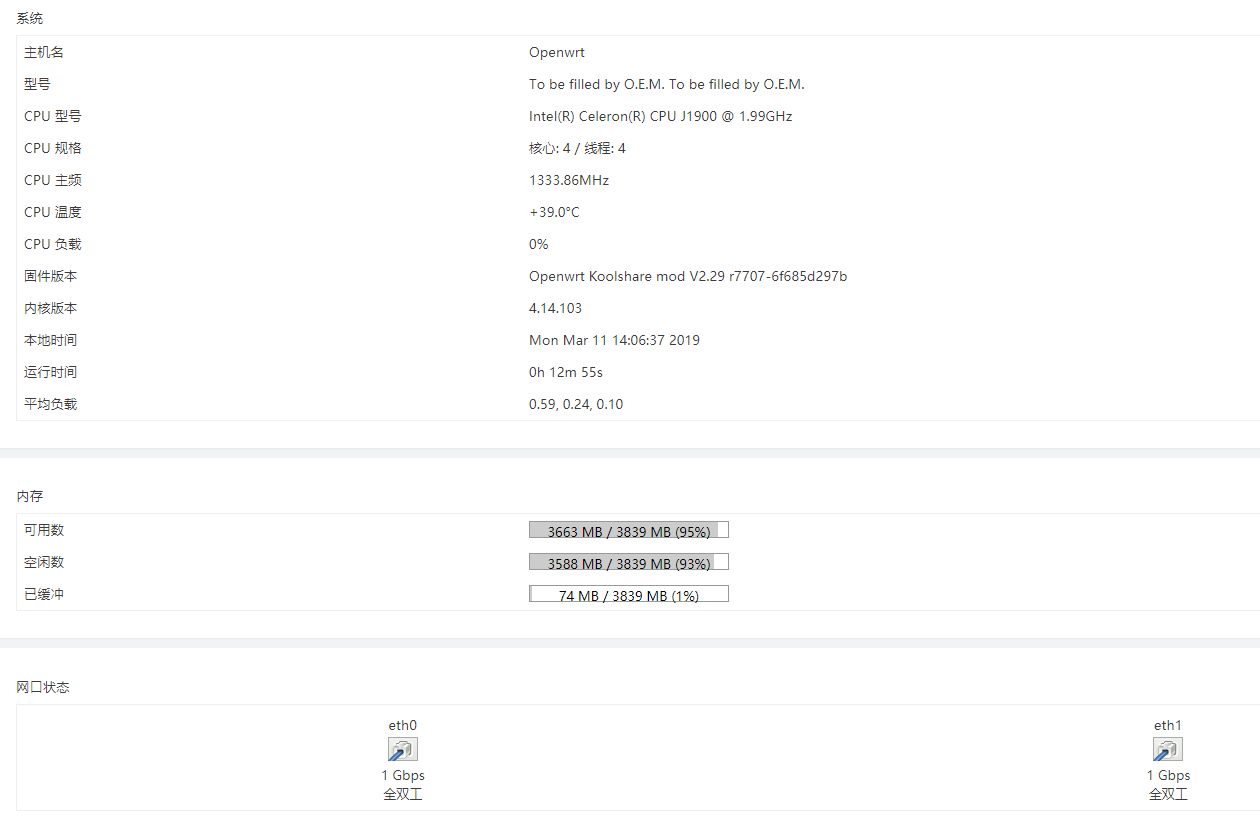 系统
主机名 Openwrt
型号 To be filled by O.E.M. To be filled by O.E.M.
CPU 型号 Intel(R) Celeron(R) CPU J1900 @ 1.99GHz
CPU 规格 核心: 4 / 线程: 4
CPU 主频 1333.86MHz
CPU 温度 +39.0°C
CPU 负载 0%
固件版本 Openwrt Koolshare mod V2.29 r7707-6f685d297b
内核版本 4.14.103
本地时间 Mon Mar 11 14:06:37 2019
运行时间 0h 12m 55s
平均负载 0.59, 0.24, 0.10
内存
可用数 3663 MB / 3839 MB (95%)
空闲数 3588 MB / 3839 MB (93%)
已缓冲 74 MB / 3839 MB (1%)
网口状态
eth0 eth1
1 Gbps 1 Gbps
全双工 全双工